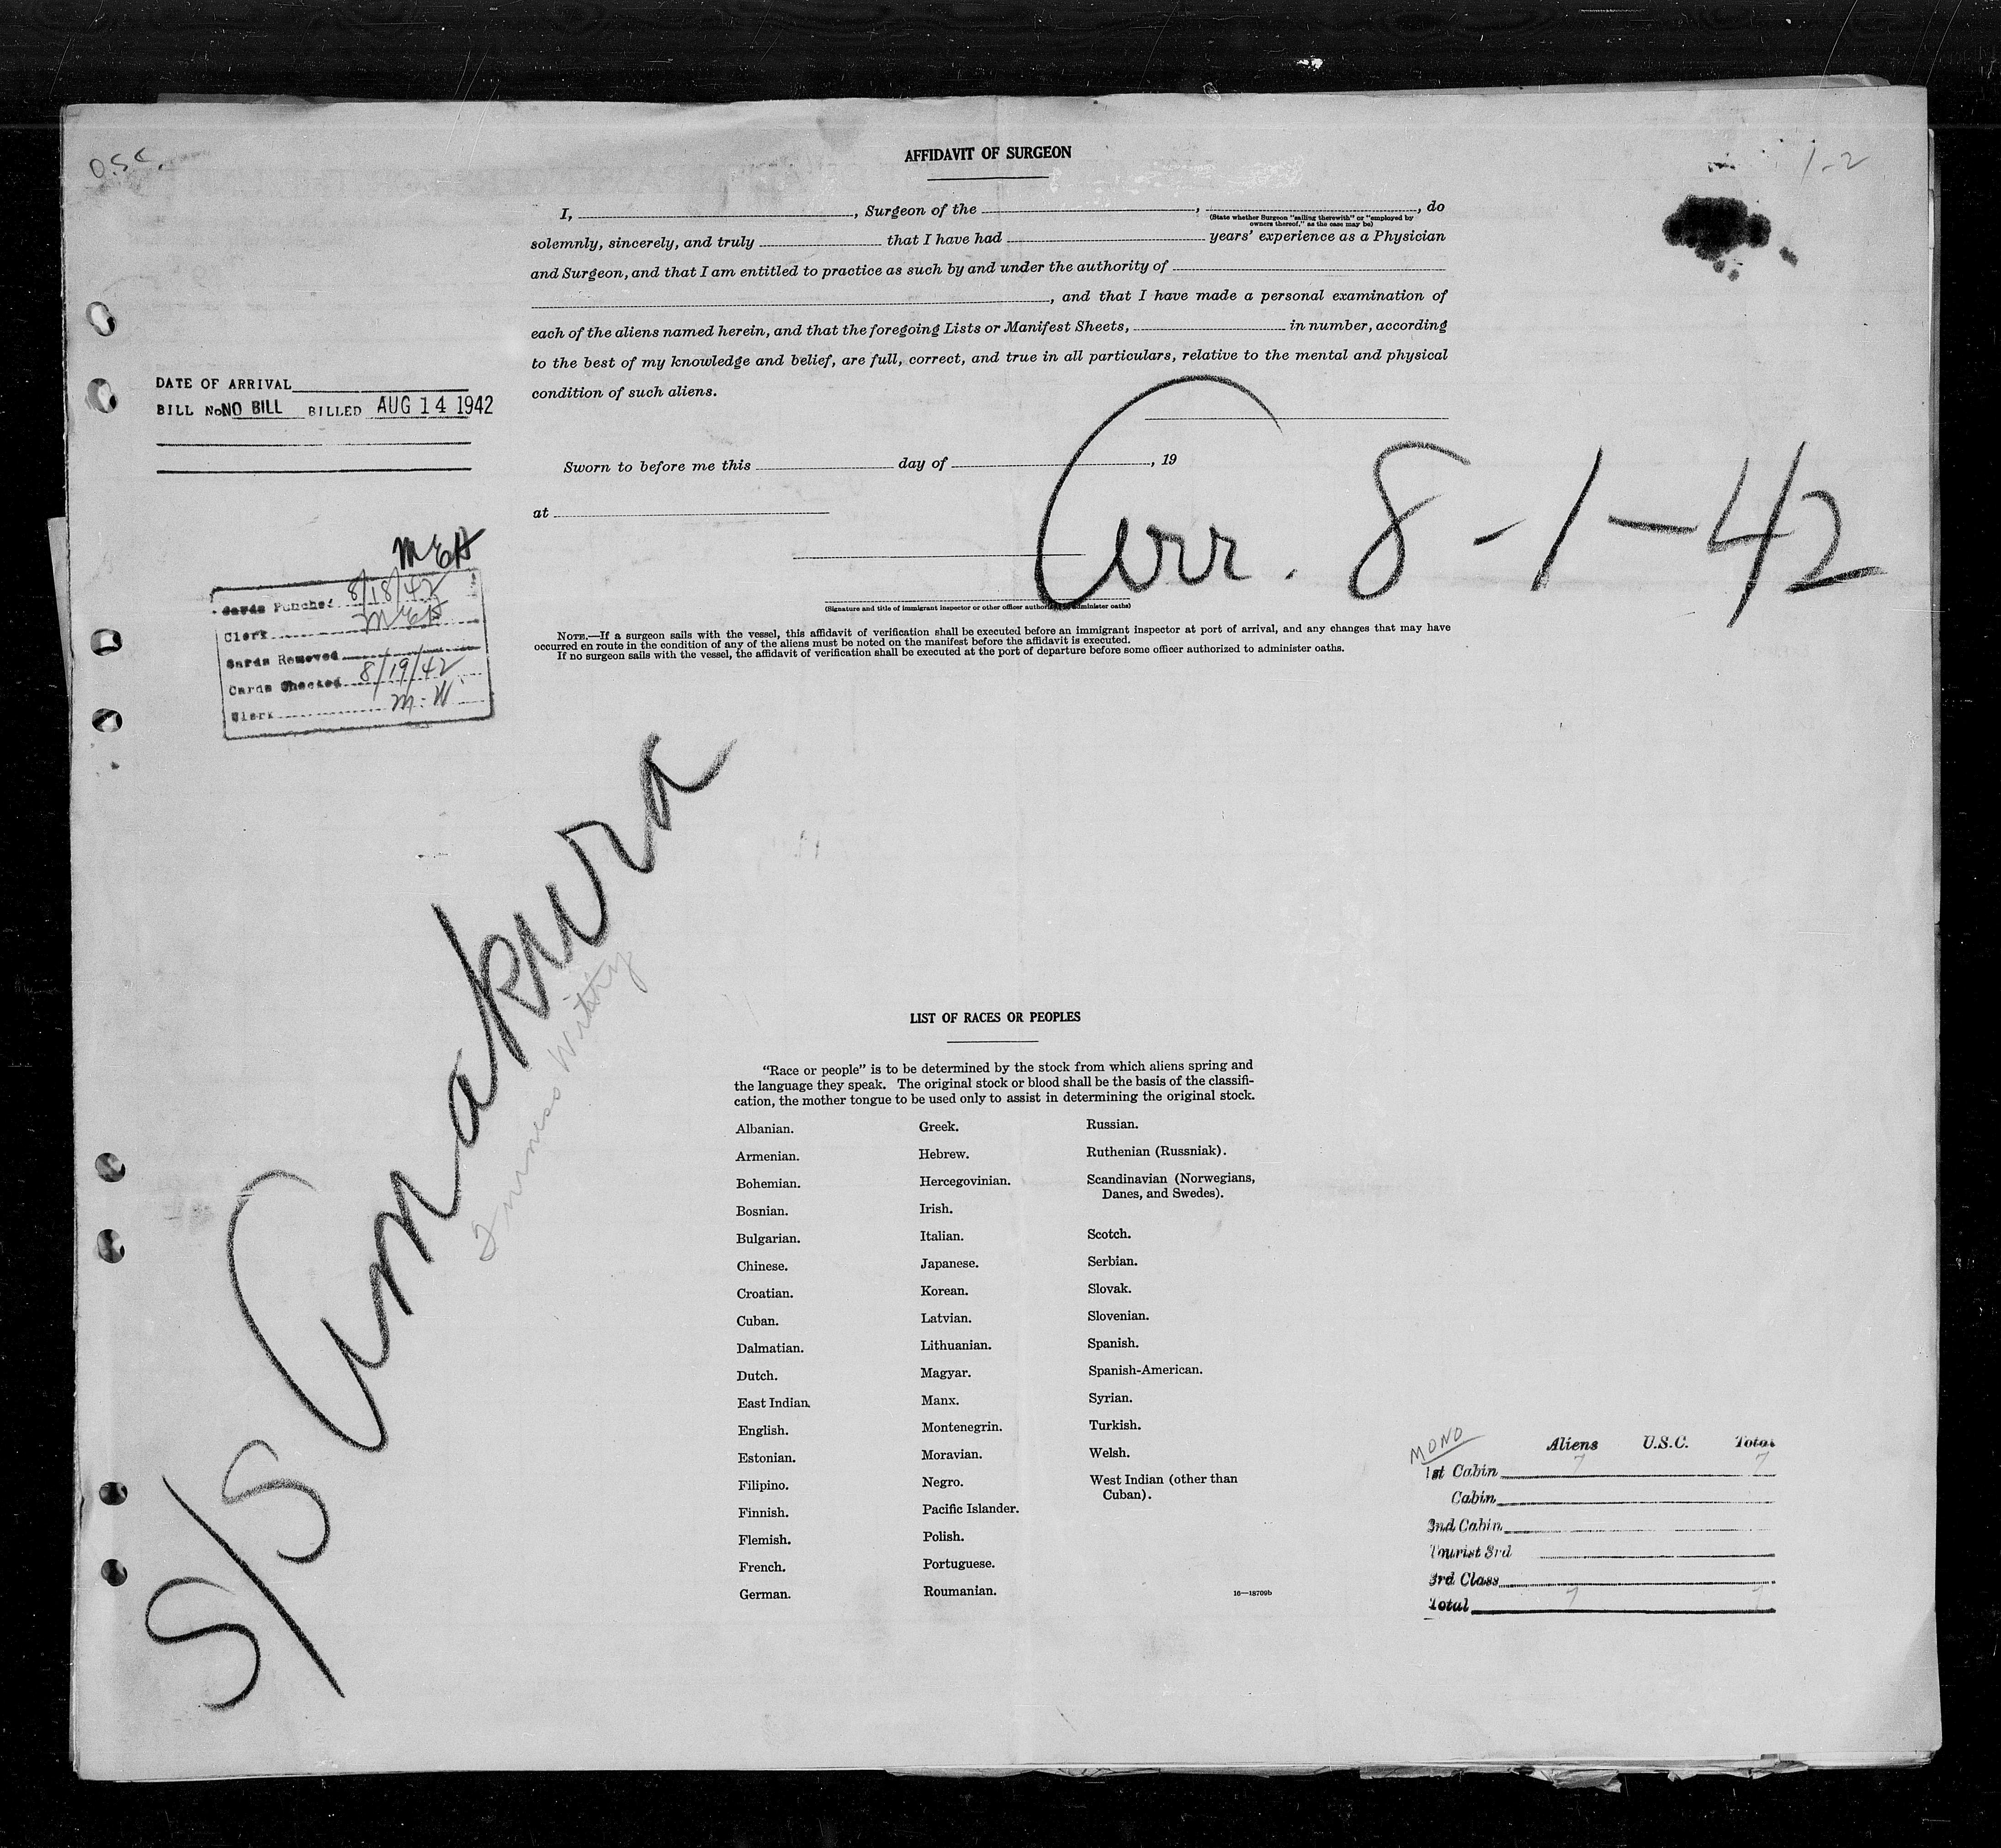 O.S.C.
1-2
AFFIDAVIT OF SURGEON
I, , Surgeon of the , , do
(State whether Surgeon "sailing therewith" or "employed by
owners thereof," as the case may be)
solemnly, sincerely, and truly that I have had years' experience as a Physician
and Surgeon, and that I am entitled to practice as such by and under the authority of
, and that I have made a personal examination of
each of the aliens named herein, and that the foregoing Lists or Manifest Sheets, in number, according
to the best of my knowledge and belief, are full, correct, and true in all particulars, relative to the mental and physical
condition of such aliens.
DATE OF ARRIVAL
BILL No NO BILL BILLED AUG 14 1942
Sworn to before me this day of , 19
at
Arr. 8-1-42
(Signature and title of immigrant inspector or other officer authorized to administer oaths)
NOTE.—If a surgeon sails with the vessel, this affidavit of verification shall be executed before an immigrant inspector at port of arrival, and any changes that may have
occurred en route in the condition of any of the aliens must be noted on the manifest before the affidavit is executed.
If no surgeon sails with the vessel, the affidavit of verification shall be executed at the port of departure before some officer authorized to administer oaths.
MEH
Cards Punched 8/18/42
Clerk MEH
Cards Removed
Cards Checked 8/19/42
Clerk M.W.
S/S Amakura
LIST OF RACES OR PEOPLES
"Race or people" is to be determined by the stock from which aliens spring and
the language they speak. The original stock or blood shall be the basis of the classifi-
cation, the mother tongue to be used only to assist in determining the original stock.
Albanian.
Armenian.
Bohemian.
Bosnian.
Bulgarian.
Chinese.
Croatian.
Cuban.
Dalmatian.
Dutch.
East Indian.
English.
Estonian.
Filipino.
Finnish.
Flemish.
French.
German.
Greek.
Hebrew.
Hercegovinian.
Irish.
Italian.
Japanese.
Korean.
Latvian.
Lithuanian.
Magyar.
Manx.
Montenegrin.
Moravian.
Negro.
Pacific Islander.
Polish.
Portuguese.
Roumanian.
Russian.
Ruthenian (Russniak).
Scandinavian (Norwegians,
Danes, and Swedes).
Scotch.
Serbian.
Slovak.
Slovenian.
Spanish.
Spanish-American.
Syrian.
Turkish.
Welsh.
West Indian (other than
Cuban).
16—18709b
MONO
Aliens U.S.C. Total
1st Cabin 7 7
Cabin
2nd Cabin
Tourist 3rd
3rd Class
Total 7 7